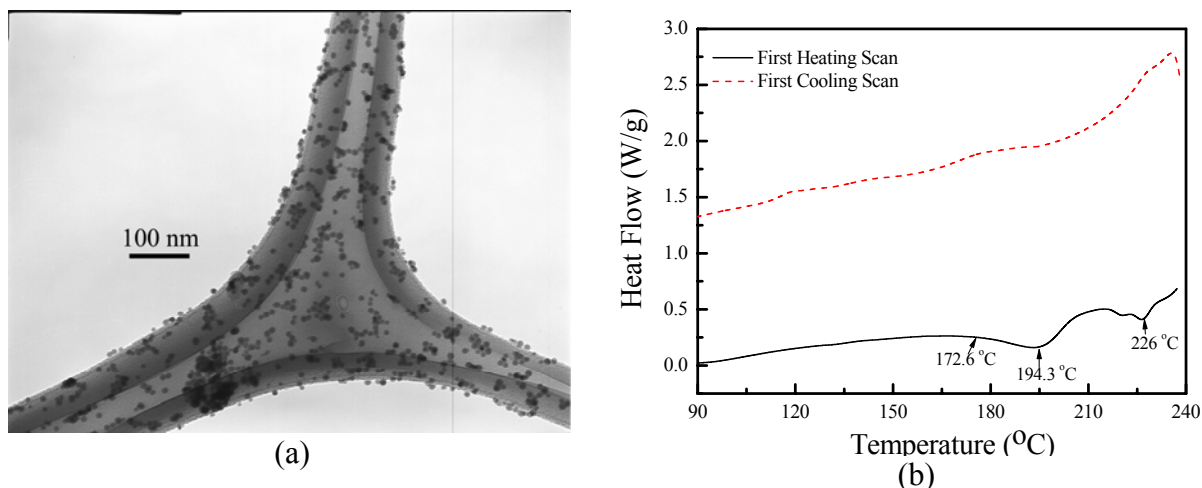 100 nm
(a)
3.0
2.5
2.0
1.5
1.0
0.5
0.0
Heat Flow (W/g)
First Heating Scan
First Cooling Scan
172.6 °C
194.3 °C
226 °C
90 120 150 180 210 240
Temperature (°C)
(b)